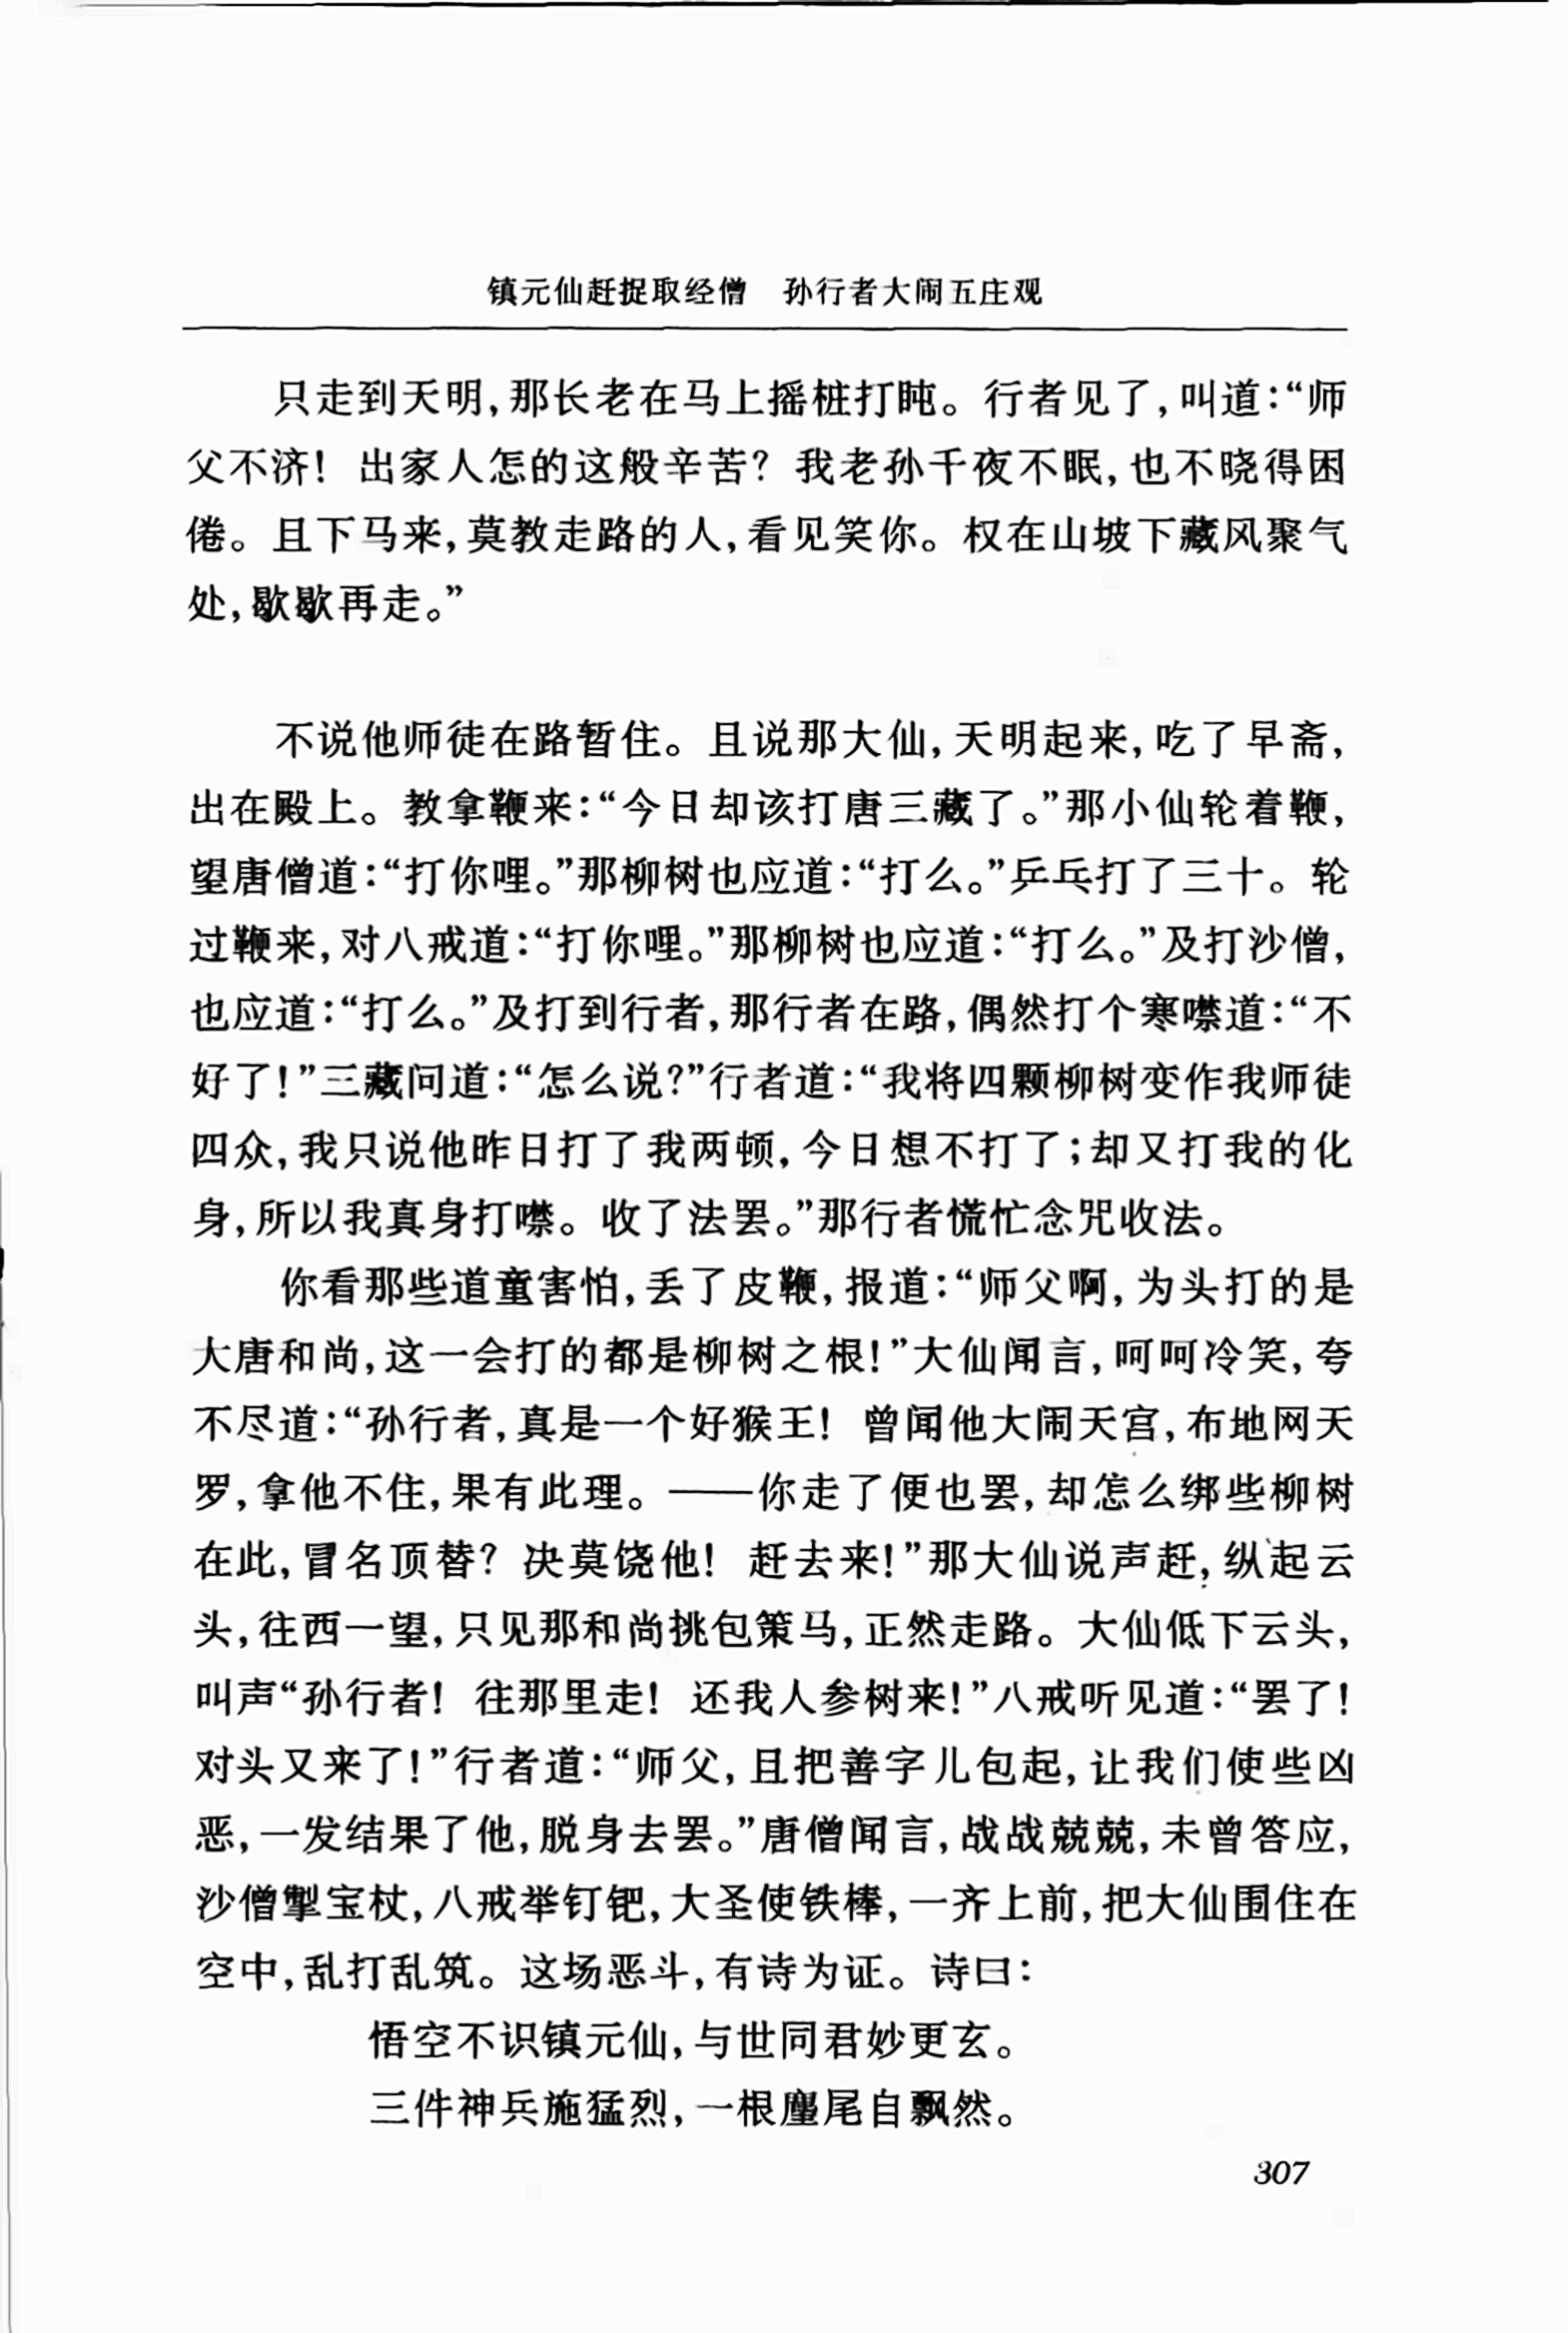 镇元仙赶捉取经僧　孙行者大闹五庄观
只走到天明,那长老在马上摇桩打盹。行者见了,叫道:“师
父不济! 出家人怎的这般辛苦? 我老孙千夜不眠,也不晓得困
倦。且下马来,莫教走路的人,看见笑你。权在山坡下藏风聚气
处,歇歇再走。”
不说他师徒在路暂住。且说那大仙,天明起来,吃了早斋,
出在殿上。教拿鞭来:“今日却该打唐三藏了。”那小仙轮着鞭,
望唐僧道:“打你哩。”那柳树也应道:“打么。”乒乓打了三十。轮
过鞭来,对八戒道:“打你哩。”那柳树也应道:“打么。”及打沙僧,
也应道:“打么。”及打到行者,那行者在路,偶然打个寒噤道:“不
好了!”三藏问道:“怎么说?”行者道:“我将四颗柳树变作我师徒
四众,我只说他昨日打了我两顿,今日想不打了;却又打我的化
身,所以我真身打噤。收了法罢。”那行者慌忙念咒收法。
你看那些道童害怕,丢了皮鞭,报道:“师父啊,为头打的是
大唐和尚,这一会打的都是柳树之根!”大仙闻言,呵呵冷笑,夸
不尽道:“孙行者,真是一个好猴王! 曾闻他大闹天宫,布地网天
罗,拿他不住,果有此理。——你走了便也罢,却怎么绑些柳树
在此,冒名顶替? 决莫饶他! 赶去来!”那大仙说声赶,纵起云
头,往西一望,只见那和尚挑包策马,正然走路。大仙低下云头,
叫声“孙行者! 往那里走! 还我人参树来!”八戒听见道:“罢了!
对头又来了!”行者道:“师父,且把善字儿包起,让我们使些凶
恶,一发结果了他,脱身去罢。”唐僧闻言,战战兢兢,未曾答应,
沙僧掣宝杖,八戒举钉钯,大圣使铁棒,一齐上前,把大仙围住在
空中,乱打乱筑。这场恶斗,有诗为证。诗曰:
悟空不识镇元仙,与世同君妙更玄。
三件神兵施猛烈,一根麈尾自飘然。
307